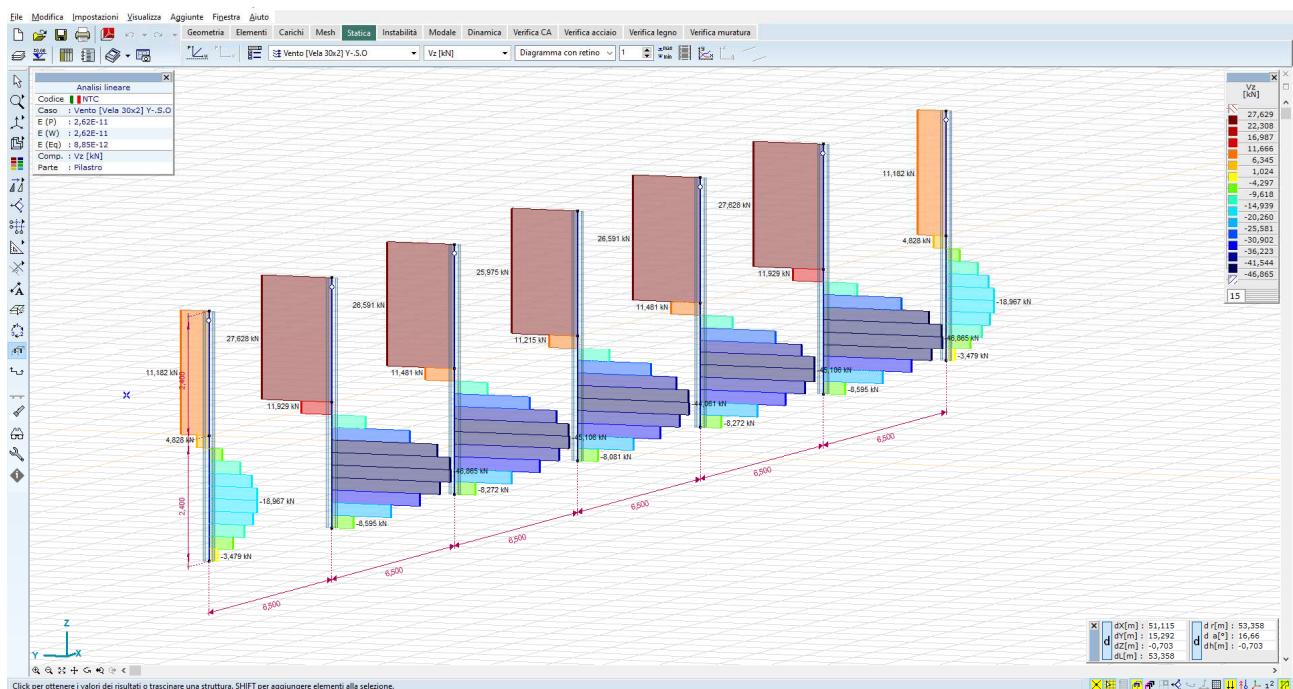 File Modifica Impostazioni Visualizza Aggiunte Finestra Aiuto
Geometria Elementi Carichi Mesh Statica Instabilità Modale Dinamica Verifica CA Verifica acciaio Verifica legno Verifica muratura
Vento [Vela 30x2] Y-.S.O Vz [kN] Diagramma con retino 1
Analisi lineare
Codice NTC
Caso : Vento [Vela 30x2] Y-.S.O
E (P) : 2,62E-11
E (W) : 2,62E-11
E (Eq) : 8,85E-12
Comp. : Vz [kN]
Parte : Pilastro
Vz
[kN]
27,629
22,308
16,987
11,666
6,345
1,024
-4,297
-9,618
-14,939
-20,260
-25,581
-30,902
-36,223
-41,544
-46,865
15
11,182 kN
4,828 kN
-18,967 kN
-3,479 kN
2,400
2,400
27,628 kN
11,929 kN
-46,865 kN
-8,595 kN
26,591 kN
11,481 kN
-45,106 kN
-8,272 kN
25,975 kN
11,215 kN
-44,061 kN
-8,081 kN
26,591 kN
11,481 kN
-45,106 kN
-8,272 kN
27,628 kN
11,929 kN
-46,865 kN
-8,595 kN
11,182 kN
4,828 kN
-18,967 kN
-3,479 kN
6,500
6,500
6,500
6,500
6,500
6,500
Z
Y
X
d
dX[m] : 51,115
dY[m] : 15,292
dZ[m] : -0,703
dL[m] : 53,358
d
d r[m] : 53,358
d a[°] : 16,66
dh[m] : -0,703
Click per ottenere i valori dei risultati o trascinare una struttura. SHIFT per aggiungere elementi alla selezione.